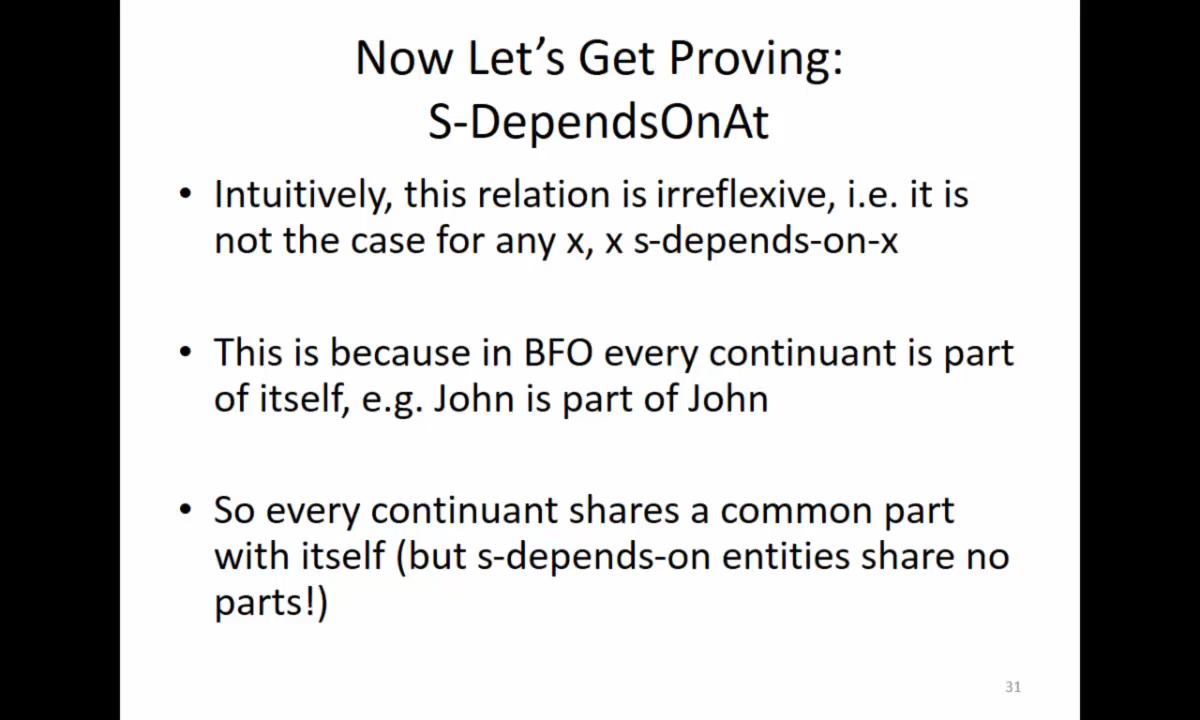 Now Let’s Get Proving:
S-DependsOnAt
• Intuitively, this relation is irreflexive, i.e. it is
not the case for any x, x s-depends-on-x
• This is because in BFO every continuant is part
of itself, e.g. John is part of John
• So every continuant shares a common part
with itself (but s-depends-on entities share no
parts!)
31